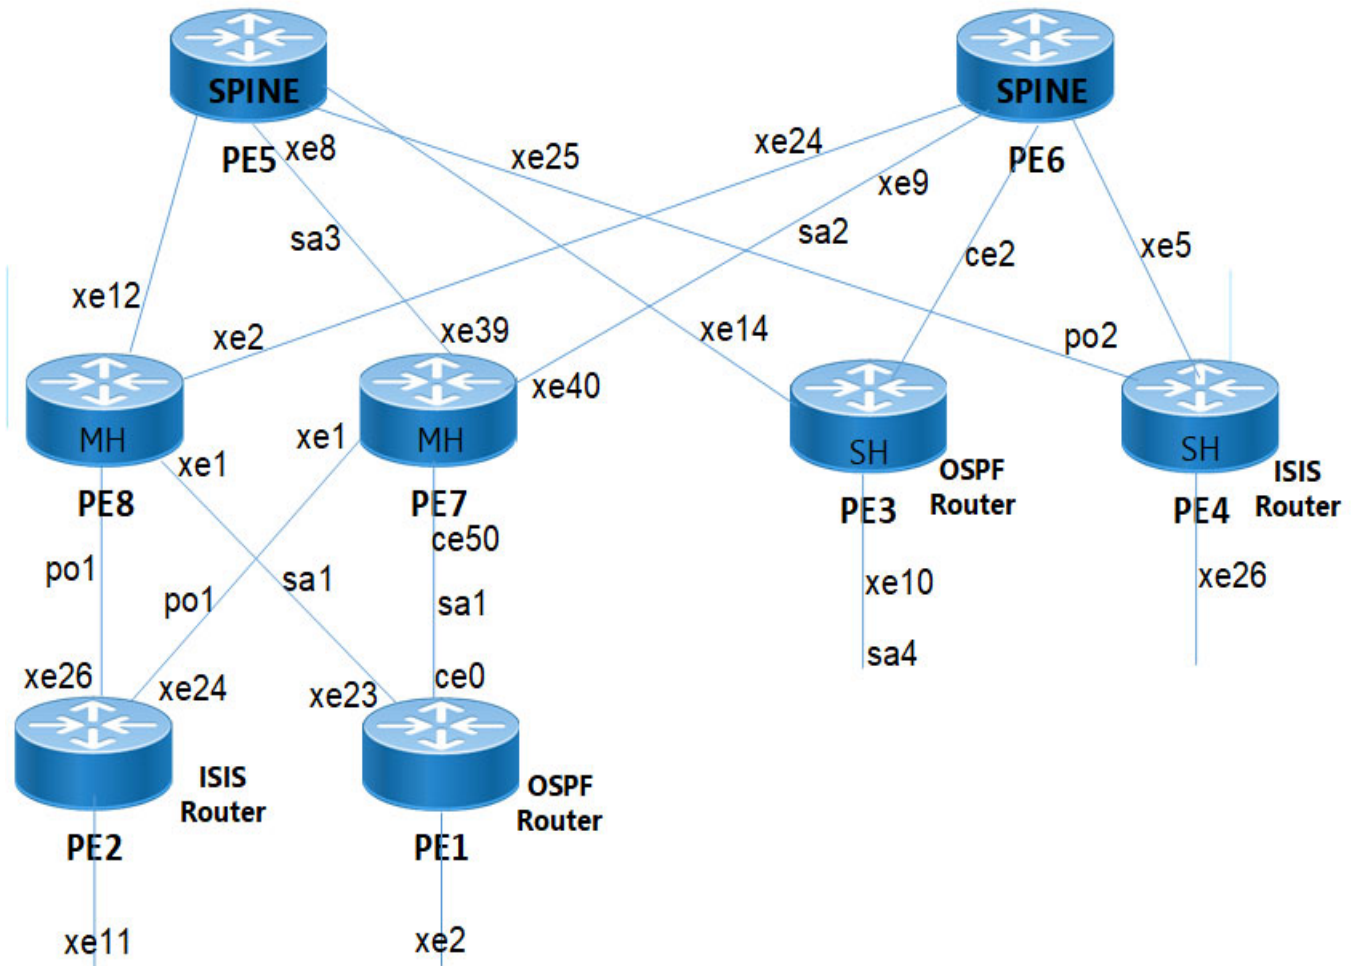 SPINE
SPINE
PE5
xe8
xe25
xe24
PE6
xe9
sa3
sa2
ce2
xe5
xe12
xe2
xe39
xe14
po2
xe40
MH
MH
SH
SH
xe1
xe1
OSPF
Router
ISIS
Router
PE8
PE7
PE3
PE4
ce50
po1
sa1
xe10
xe26
po1
sa1
sa4
xe26
xe24
xe23
ce0
ISIS
Router
OSPF
Router
PE2
PE1
xe11
xe2